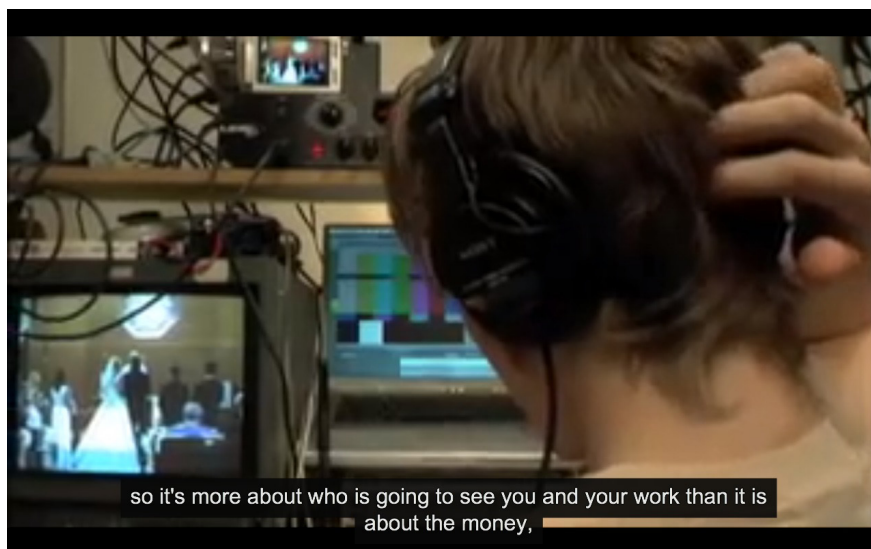 SONY
so it's more about who is going to see you and your work than it is
about the money,